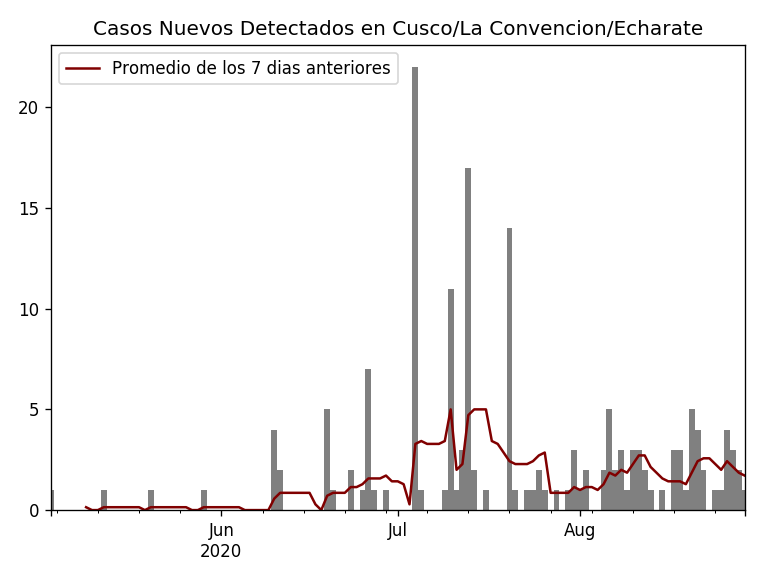 Casos Nuevos Detectados en Cusco/La Convencion/Echarate
Promedio de los 7 dias anteriores
20
15
10
5
0
Jun
2020
Jul
Aug